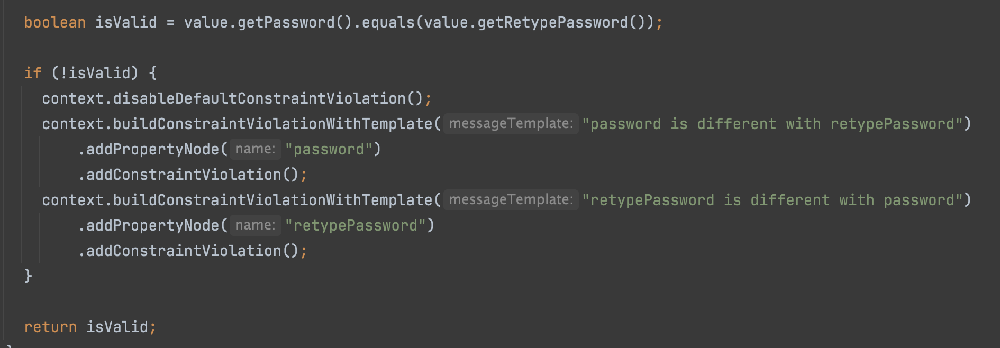 boolean isValid = value.getPassword().equals(value.getRetypePassword());
if (!isValid) {
context.disableDefaultConstraintViolation();
context.buildConstraintViolationWithTemplate( messageTemplate: "password is different with retypePassword")
.addPropertyNode( name: "password")
.addConstraintViolation();
context.buildConstraintViolationWithTemplate( messageTemplate: "retypePassword is different with password")
.addPropertyNode( name: "retypePassword")
.addConstraintViolation();
}
return isValid;